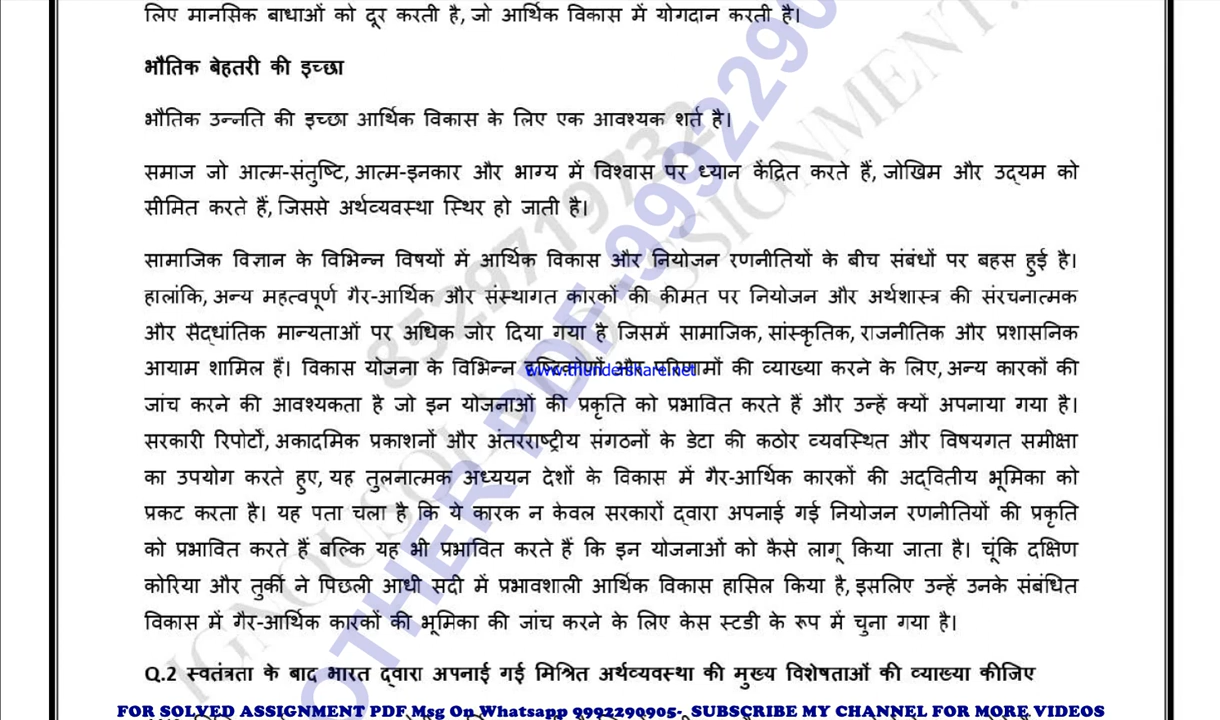 लिए मानसिक बाधाओं को दूर करती है, जो आर्थिक विकास में योगदान करती है।
भौतिक बेहतरी की इच्छा
भौतिक उन्नति की इच्छा आर्थिक विकास के लिए एक आवश्यक शर्त है।
समाज जो आत्म-संतुष्टि, आत्म-इनकार और भाग्य में विश्वास पर ध्यान केंद्रित करते हैं, जोखिम और उद्यम को
सीमित करते हैं, जिससे अर्थव्यवस्था स्थिर हो जाती है।
सामाजिक विज्ञान के विभिन्न विषयों में आर्थिक विकास और नियोजन रणनीतियों के बीच संबंधों पर बहस हुई है।
हालांकि, अन्य महत्वपूर्ण गैर-आर्थिक और संस्थागत कारकों की कीमत पर नियोजन और अर्थशास्त्र की संरचनात्मक
और सैद्धांतिक मान्यताओं पर अधिक जोर दिया गया है जिसमें सामाजिक, सांस्कृतिक, राजनीतिक और प्रशासनिक
आयाम शामिल हैं। विकास योजना के विभिन्न दृष्टिकोणों और परिणामों की व्याख्या करने के लिए, अन्य कारकों की
www.thundershare.net
जांच करने की आवश्यकता है जो इन योजनाओं की प्रकृति को प्रभावित करते हैं और उन्हें क्यों अपनाया गया है।
सरकारी रिपोर्टों, अकादमिक प्रकाशनों और अंतरराष्ट्रीय संगठनों के डेटा की कठोर व्यवस्थित और विषयगत समीक्षा
का उपयोग करते हुए, यह तुलनात्मक अध्ययन देशों के विकास में गैर-आर्थिक कारकों की अद्वितीय भूमिका को
प्रकट करता है। यह पता चला है कि ये कारक न केवल सरकारों द्वारा अपनाई गई नियोजन रणनीतियों की प्रकृति
को प्रभावित करते हैं बल्कि यह भी प्रभावित करते हैं कि इन योजनाओं को कैसे लागू किया जाता है। चूंकि दक्षिण
कोरिया और तुर्की ने पिछली आधी सदी में प्रभावशाली आर्थिक विकास हासिल किया है, इसलिए उन्हें उनके संबंधित
विकास में गैर-आर्थिक कारकों की भूमिका की जांच करने के लिए केस स्टडी के रूप में चुना गया है।
Q.2 स्वतंत्रता के बाद भारत द्वारा अपनाई गई मिश्रित अर्थव्यवस्था की मुख्य विशेषताओं की व्याख्या कीजिए
FOR SOLVED ASSIGNMENT PDF Msg On Whatsapp 9992290905- SUBSCRIBE MY CHANNEL FOR MORE VIDEOS
OTHER PDF-999229